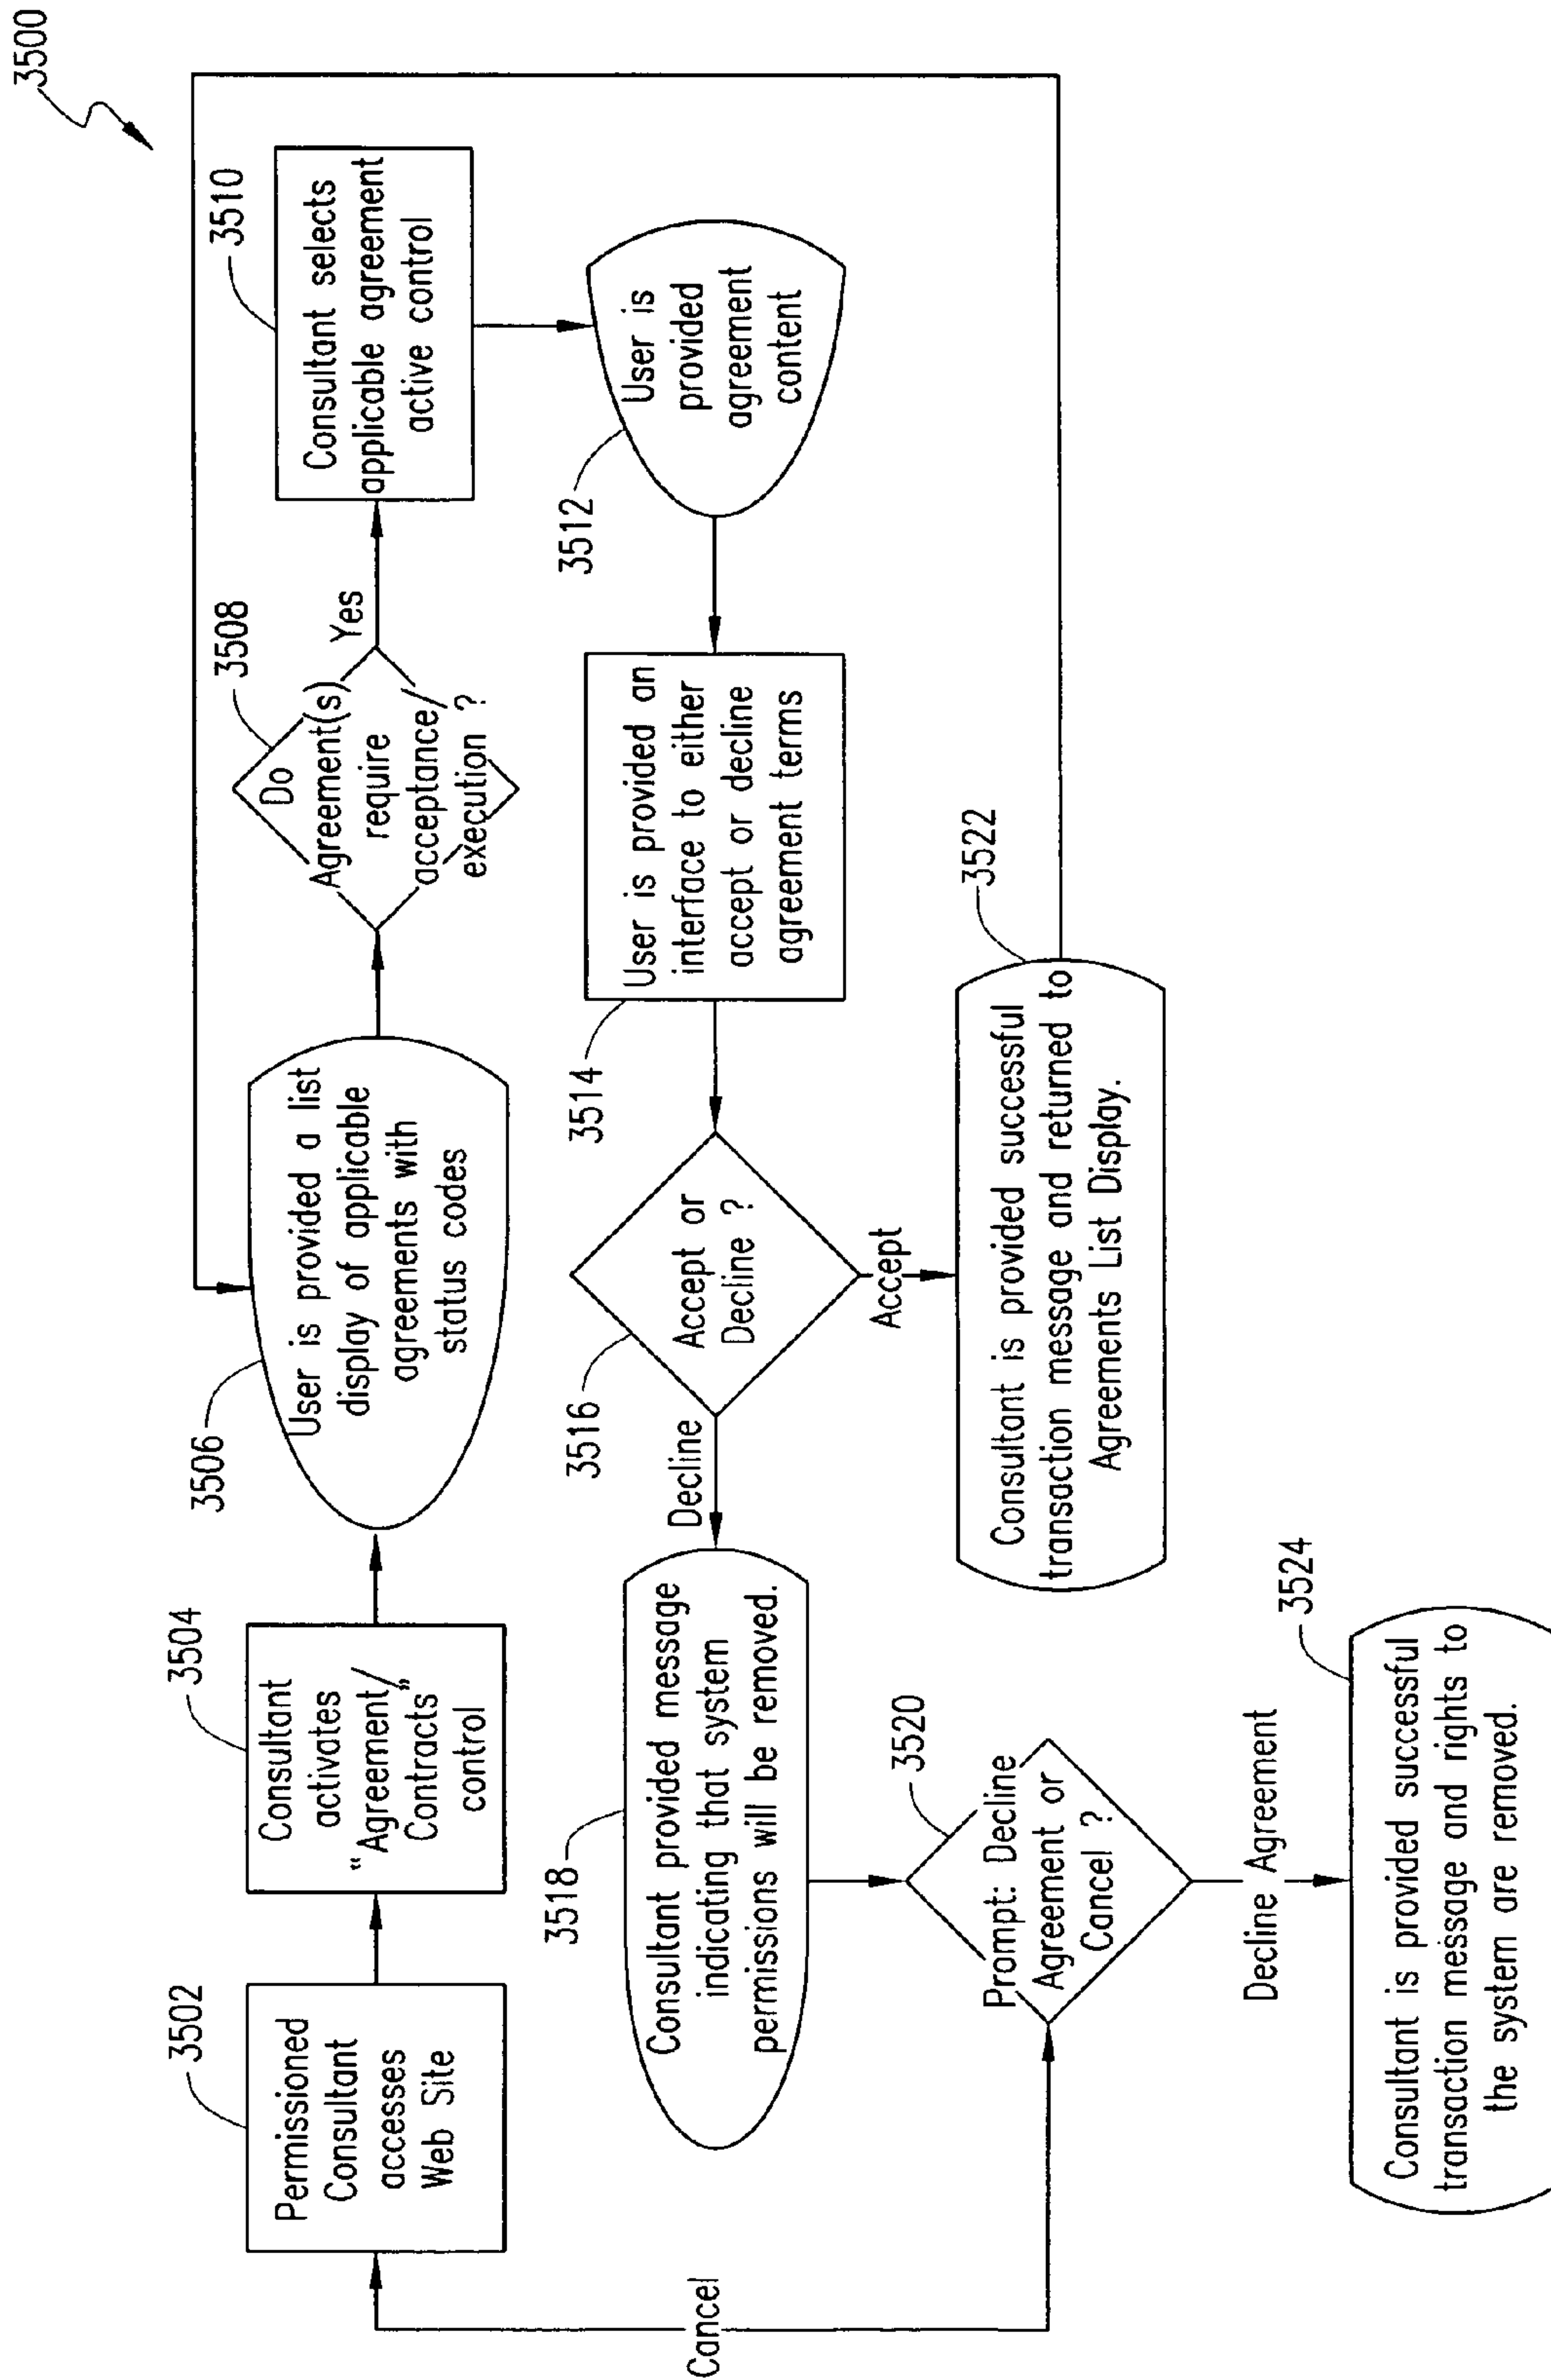 3500
3502
Permissioned
Consultant
accesses
Web Site
3504
Consultant
activates
“Agreement/
Contracts”
control
3506
User is provided a list
display of applicable
agreements with
status codes
3508
Do
Agreement(s)
require
acceptance/
execution ?
Yes
3510
Consultant selects
applicable agreement
active control
3512
User is
provided
agreement
content
3514
User is provided an
interface to either
accept or decline
agreement terms
3516
Accept or
Decline ?
Decline
Accept
3518
Consultant provided message
indicating that system
permissions will be removed.
3520
Prompt: Decline
Agreement or
Cancel ?
Cancel
Decline Agreement
3522
Consultant is provided successful
transaction message and returned to
Agreements List Display.
3524
Consultant is provided successful
transaction message and rights to
the system are removed.